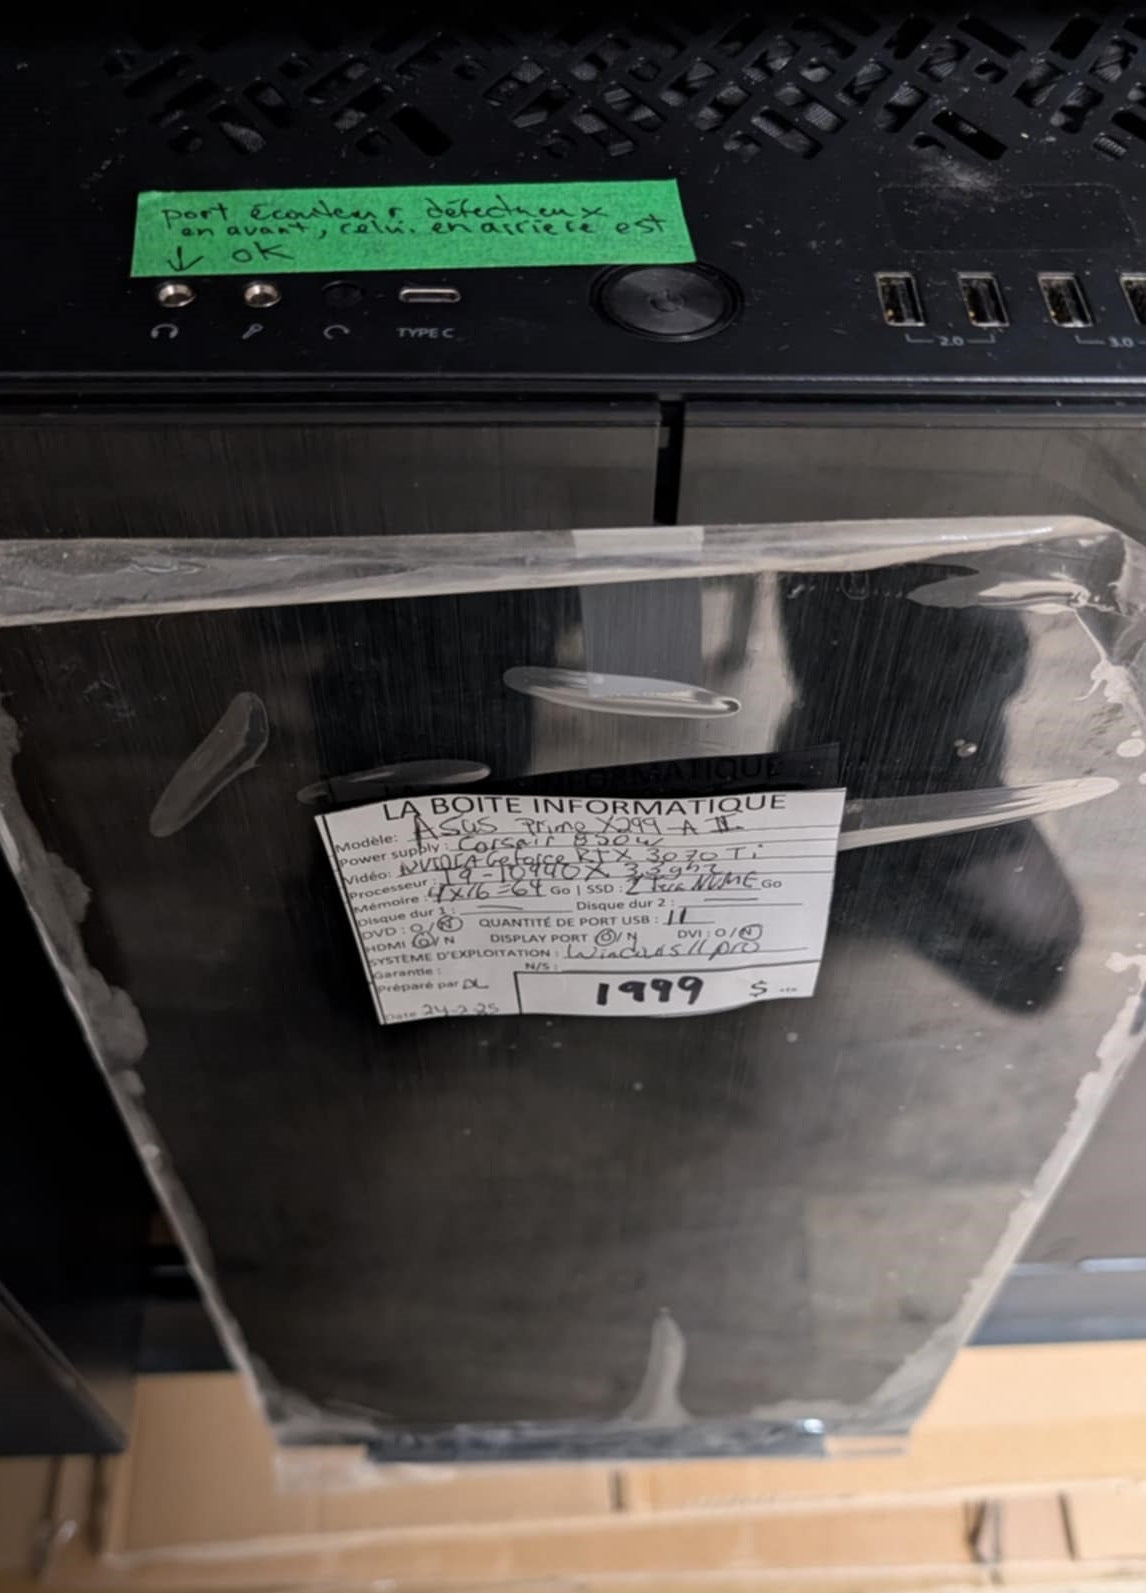 port écouteur défectueux
en avant, celui en arrière est
↓ OK
TYPE C
2.0
3.0
LA BOITE INFORMATIQUE
Modèle: ASUS Prime X299-A II
Power supply: Corsair 850w
Vidéo: NVIDIA Geforce RTX 3070 Ti
Processeur: I9-10940X 3,3ghz
Mémoire: 4x16=64 Go | SSD: 2 Tera NVME Go
Disque dur 1: Disque dur 2:
DVD: O/N QUANTITÉ DE PORT USB: 11
HDMI O/N DISPLAY PORT O/N DVI: O/N
SYSTÈME D'EXPLOITATION: Windows 11 pro
Garantie: N/S:
Préparé par DL
1999 $
Date 24-2-25